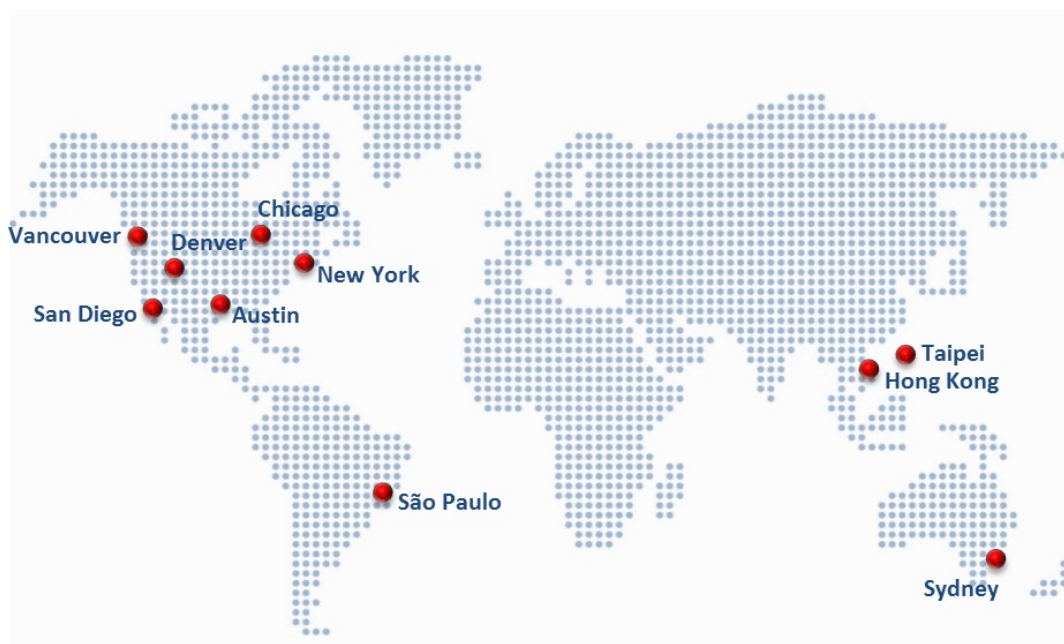 Chicago
Vancouver
Denver
New York
San Diego
Austin
Taipei
Hong Kong
São Paulo
Sydney